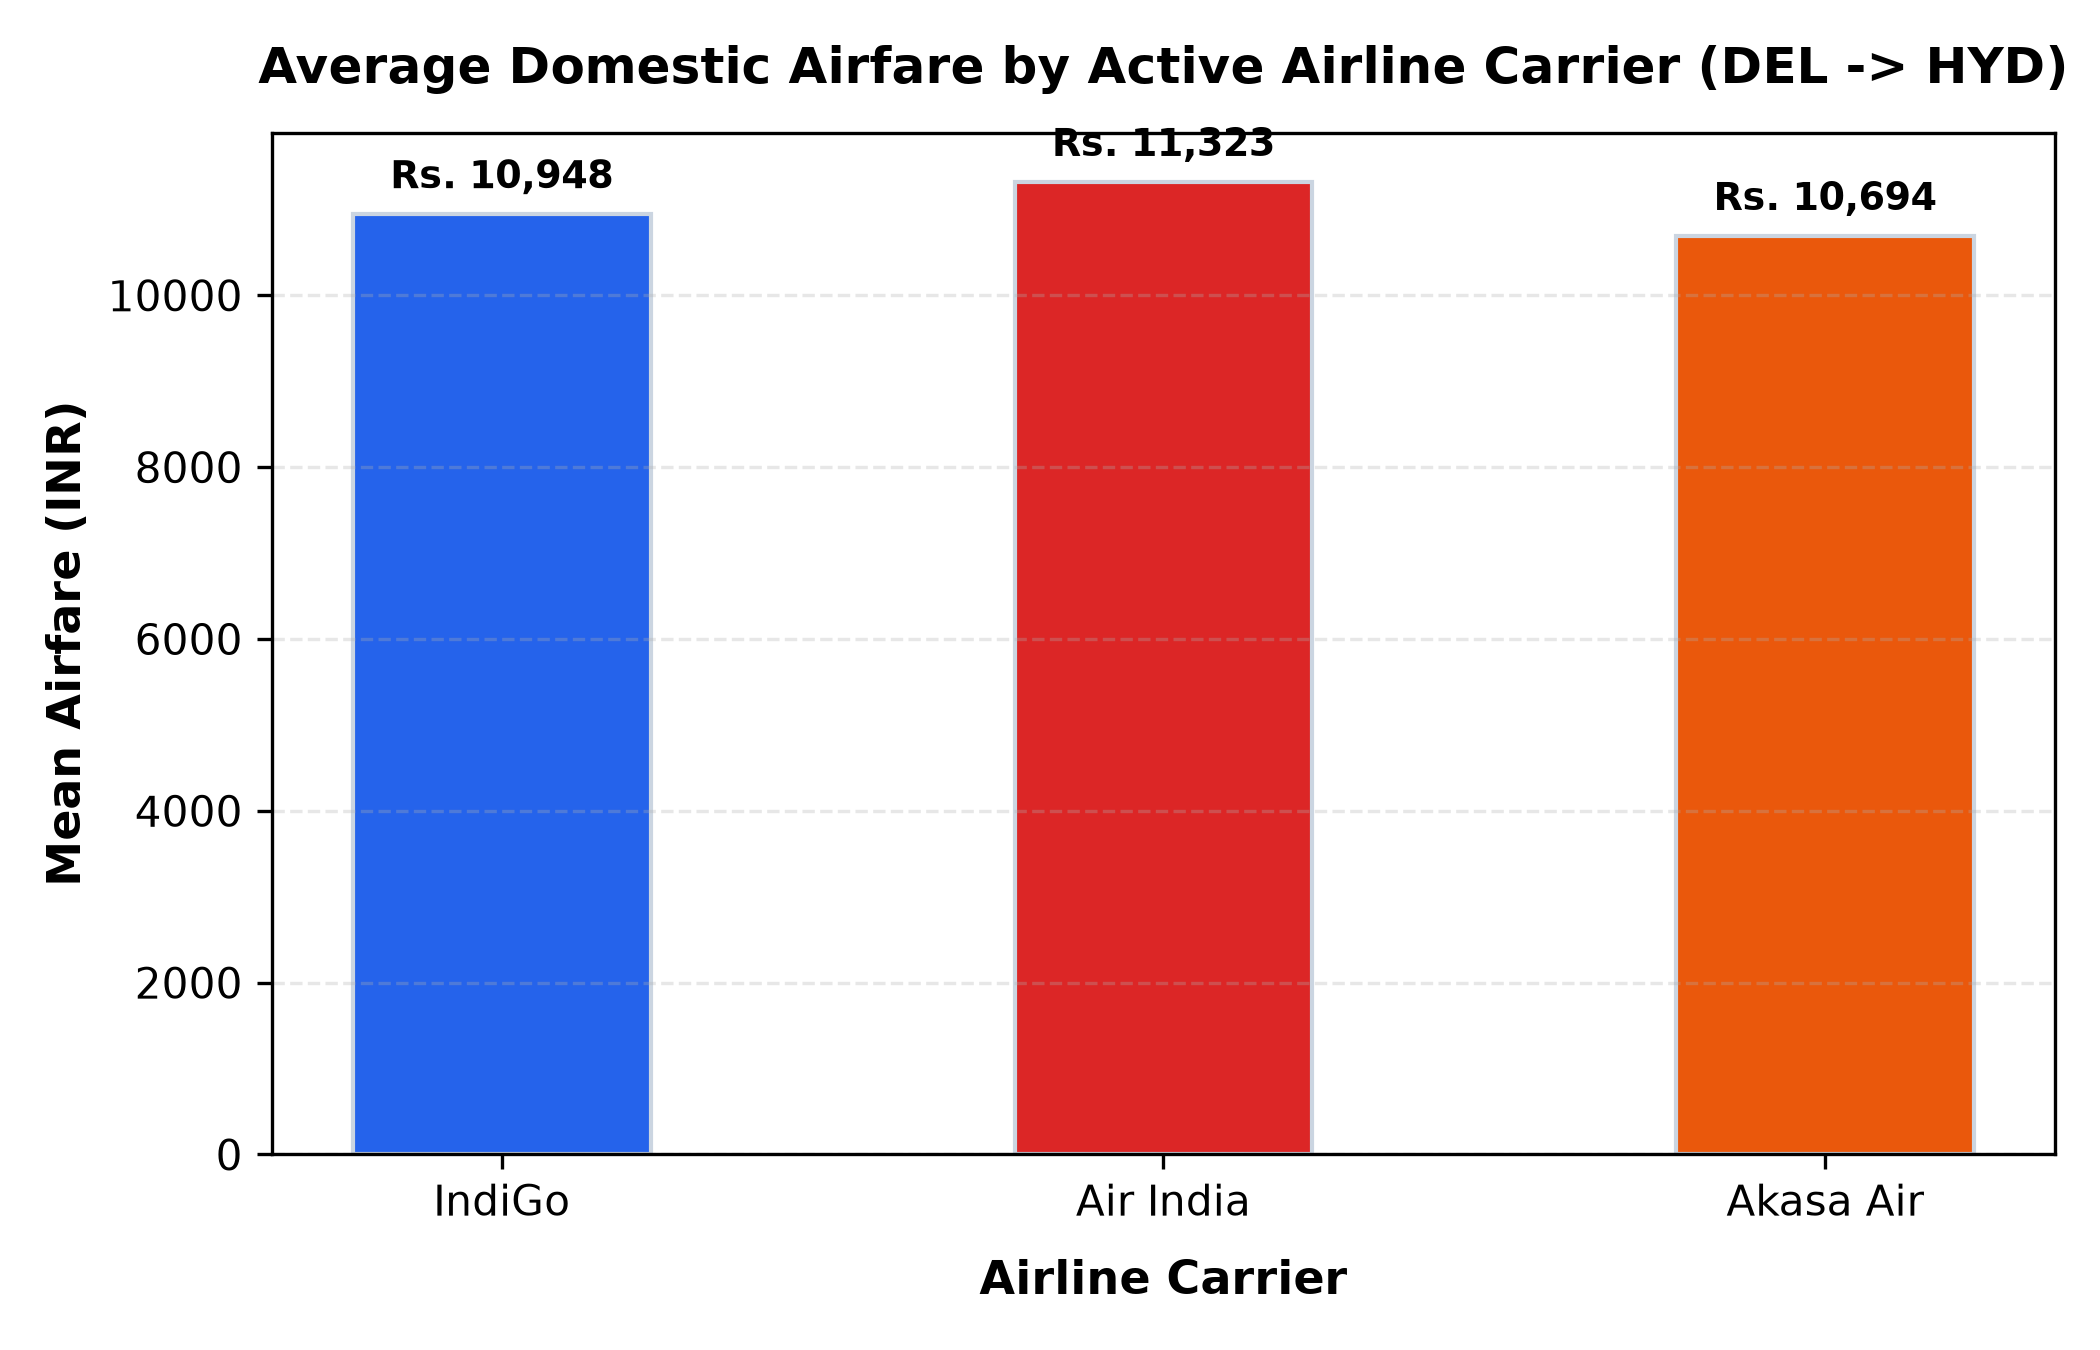 Average Domestic Airfare by Active Airline Carrier (DEL -> HYD)
Rs. 10,948
Rs. 11,323
Rs. 10,694
10000
8000
6000
4000
2000
0
Mean Airfare (INR)
IndiGo
Air India
Akasa Air
Airline Carrier